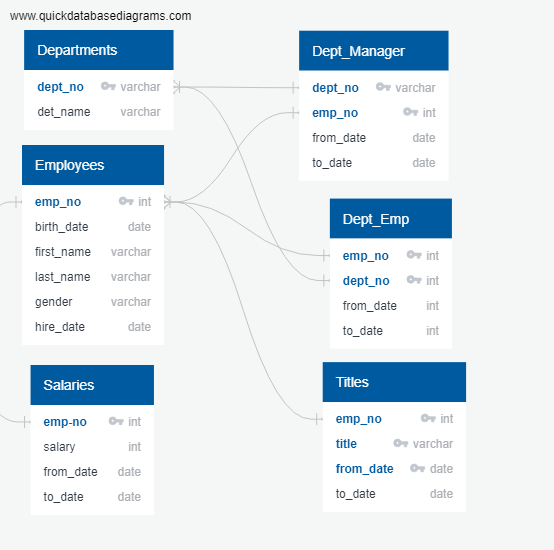 www.quickdatabasediagrams.com
Departments
dept_no varchar
det_name varchar
Employees
emp_no int
birth_date date
first_name varchar
last_name varchar
gender varchar
hire_date date
Salaries
emp-no int
salary int
from_date date
to_date date
Dept_Manager
dept_no varchar
emp_no int
from_date date
to_date date
Dept_Emp
emp_no int
dept_no int
from_date int
to_date int
Titles
emp_no int
title varchar
from_date date
to_date date